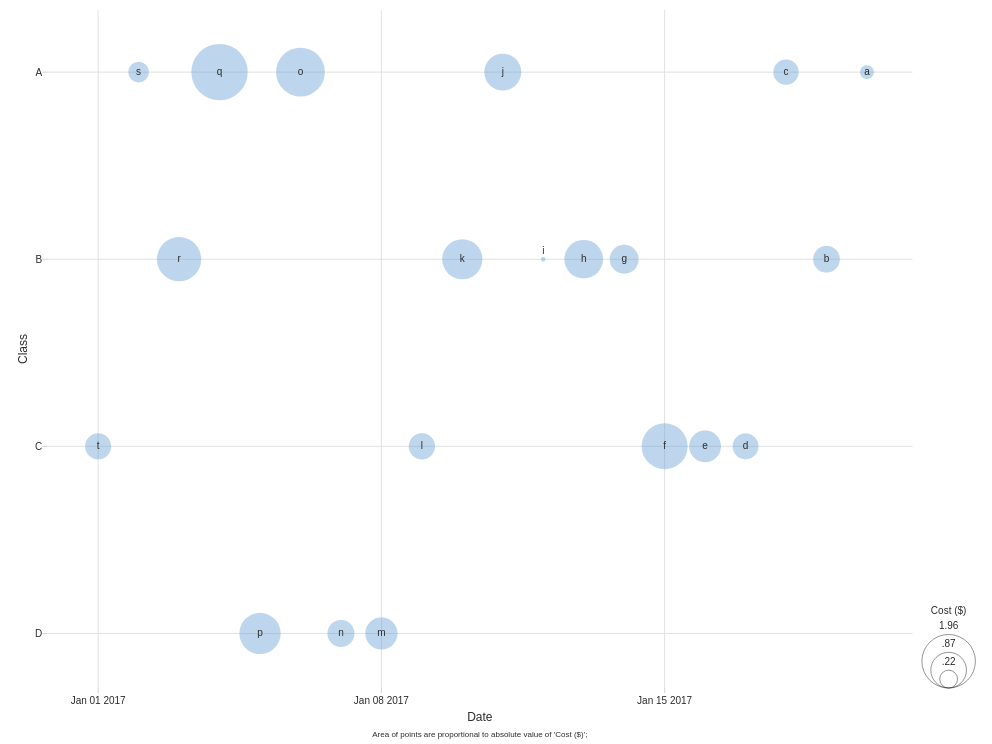 A
s
q
o
j
c
a
B
r
k
i
h
g
b
Class
C
t
l
f
e
d
D
p
n
m
Cost ($)
1.96
.87
.22
Jan 01 2017
Jan 08 2017
Jan 15 2017
Date
Area of points are proportional to absolute value of 'Cost ($)';